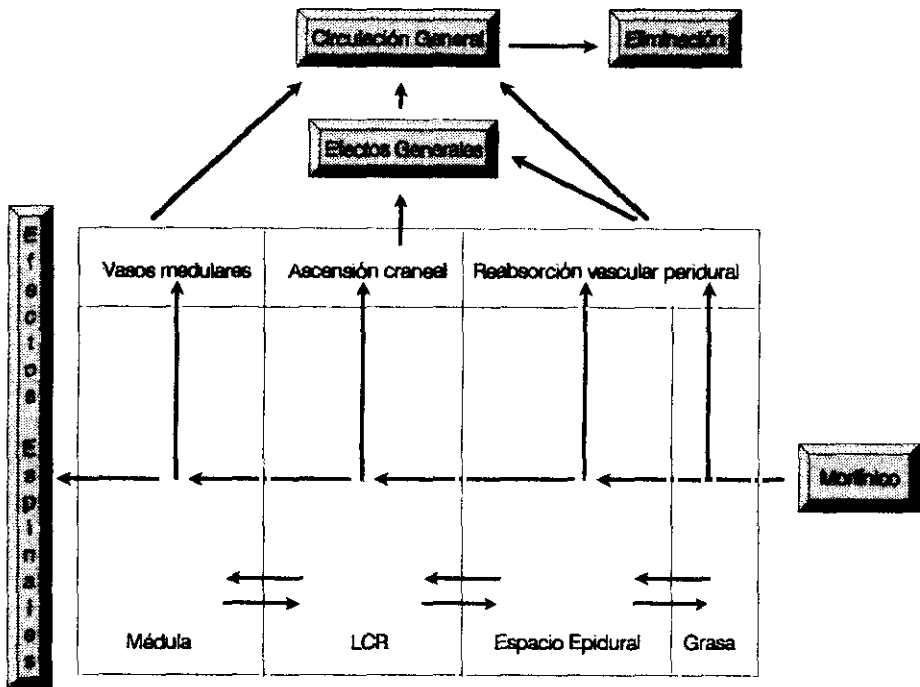 Circulación General
Eliminación
Efectos Generales
Efectos Espinales
Vasos medulares
Ascensión craneal
Reabsorción vascular peridural
Morfínico
Médula
LCR
Espacio Epidural
Grasa